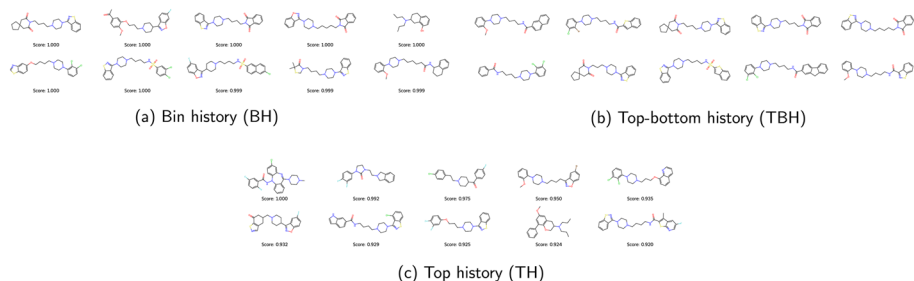 Score: 1.000 Score: 1.000 Score: 1.000 Score: 1.000 Score: 1.000
Score: 1.000 Score: 1.000 Score: 0.999 Score: 0.999 Score: 0.999
(a) Bin history (BH)
(b) Top-bottom history (TBH)
Score: 1.000 Score: 0.992 Score: 0.975 Score: 0.950 Score: 0.935
Score: 0.932 Score: 0.929 Score: 0.925 Score: 0.924 Score: 0.920
(c) Top history (TH)